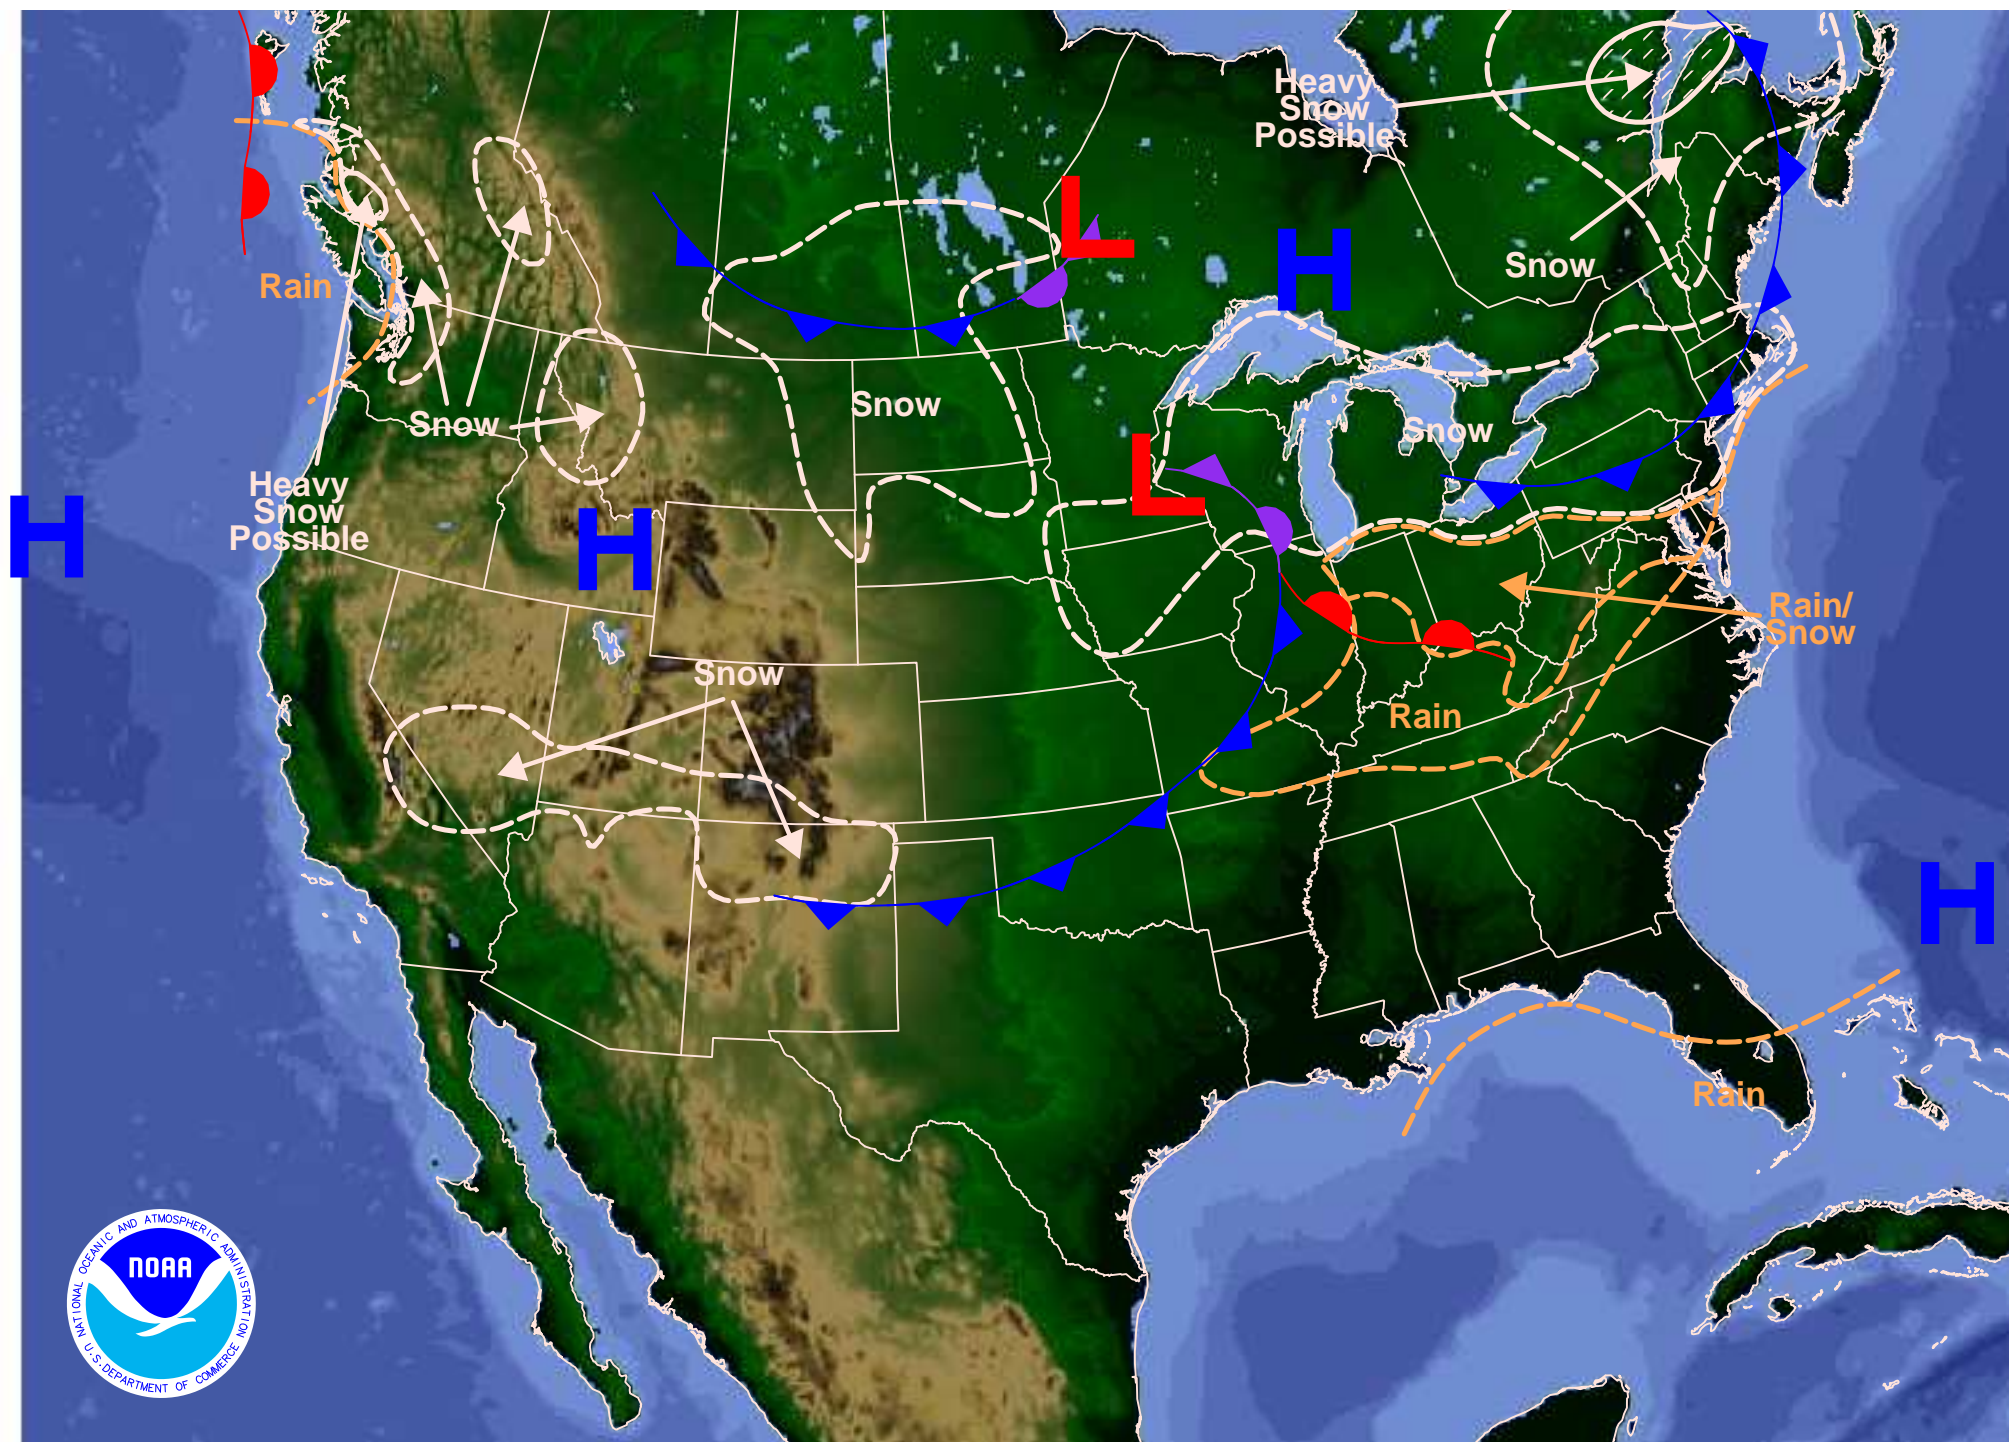 Heavy
Snow
Possible
L
H
Rain
Snow
Snow
Snow
Snow
L
Heavy
Snow
Possible
H
H
Rain/
Snow
Snow
Rain
H
Rain
NATIONAL OCEANIC AND ATMOSPHERIC ADMINISTRATION
NOAA
U.S. DEPARTMENT OF COMMERCE